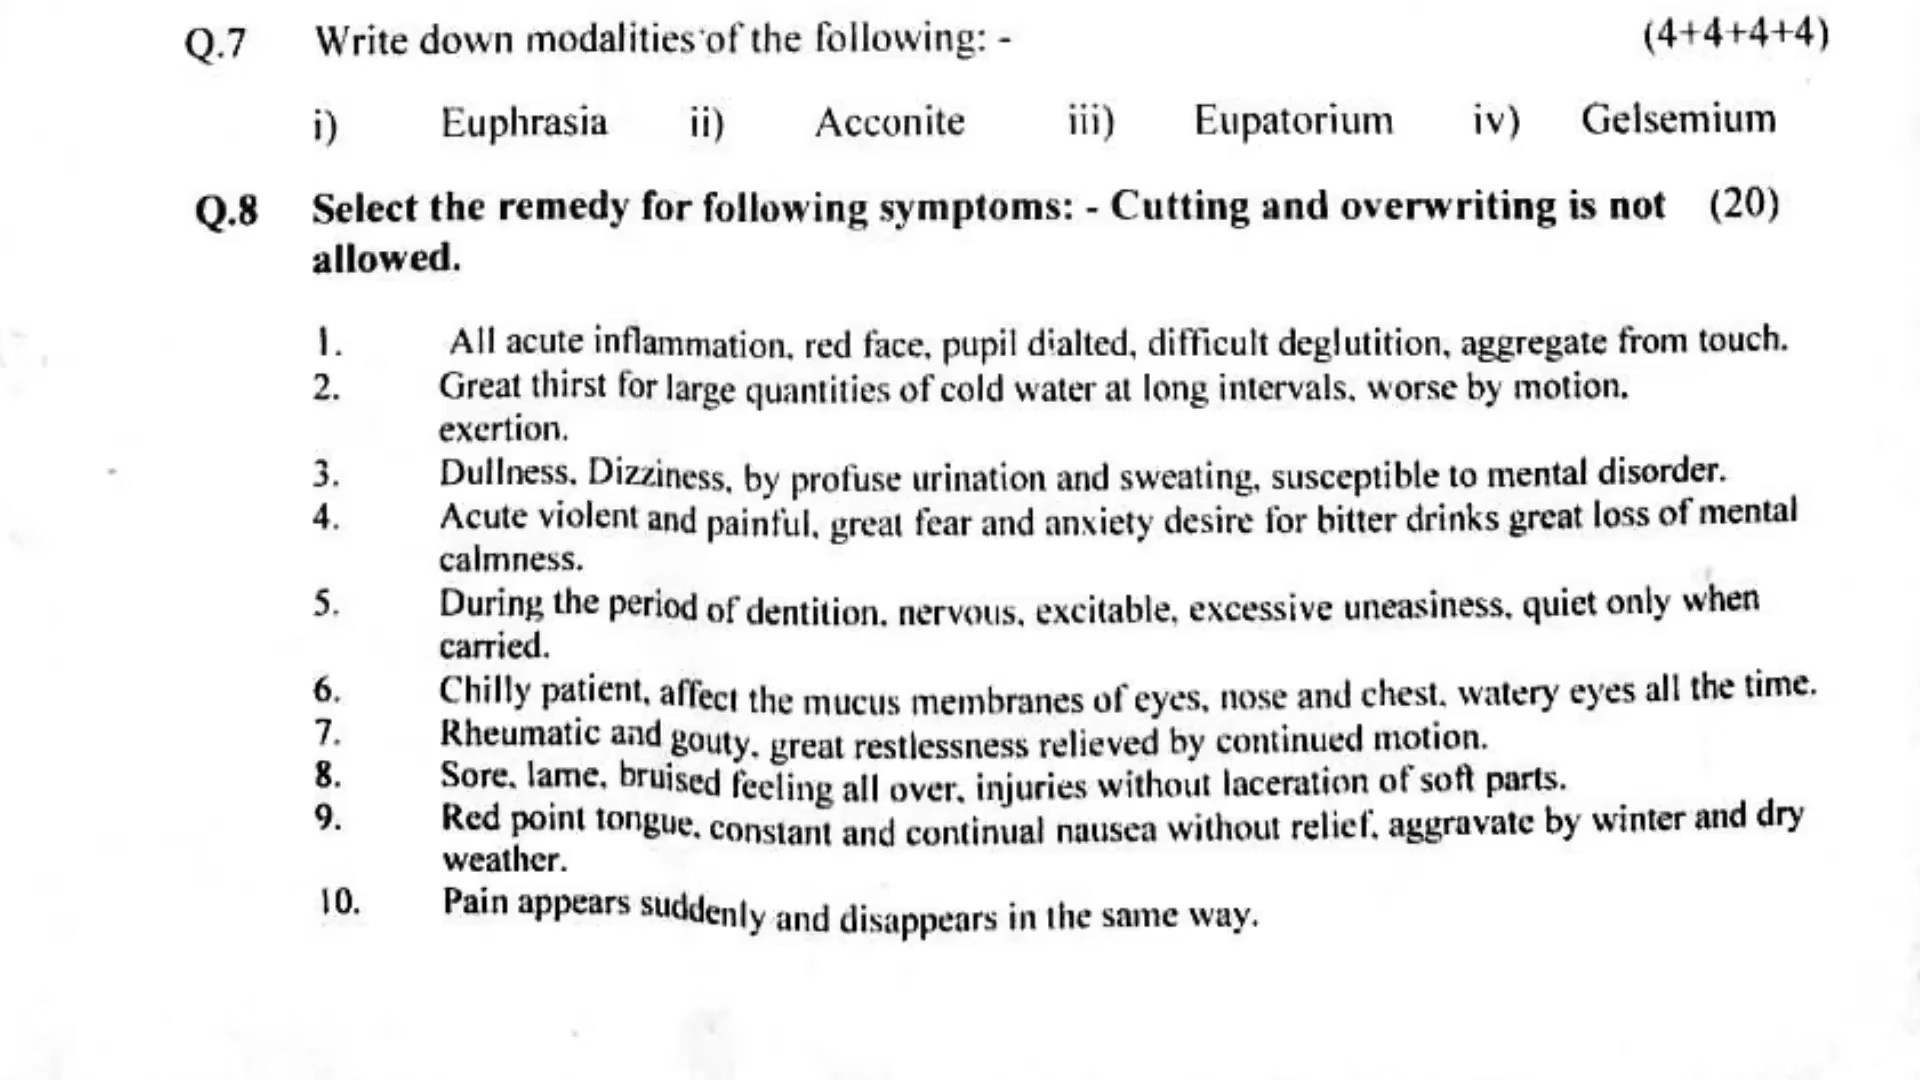 Q.7 Write down modalities of the following: - (4+4+4+4)
i) Euphrasia ii) Acconite iii) Eupatorium iv) Gelsemium
Q.8 Select the remedy for following symptoms: - Cutting and overwriting is not (20)
allowed.
1. All acute inflammation, red face, pupil dialted, difficult deglutition, aggregate from touch.
2. Great thirst for large quantities of cold water at long intervals, worse by motion,
exertion.
3. Dullness, Dizziness, by profuse urination and sweating, susceptible to mental disorder.
4. Acute violent and painful, great fear and anxiety desire for bitter drinks great loss of mental
calmness.
5. During the period of dentition, nervous, excitable, excessive uneasiness, quiet only when
carried.
6. Chilly patient, affect the mucus membranes of eyes, nose and chest, watery eyes all the time.
7. Rheumatic and gouty, great restlessness relieved by continued motion.
8. Sore, lame, bruised feeling all over, injuries without laceration of soft parts.
9. Red point tongue, constant and continual nausea without relief, aggravate by winter and dry
weather.
10. Pain appears suddenly and disappears in the same way.